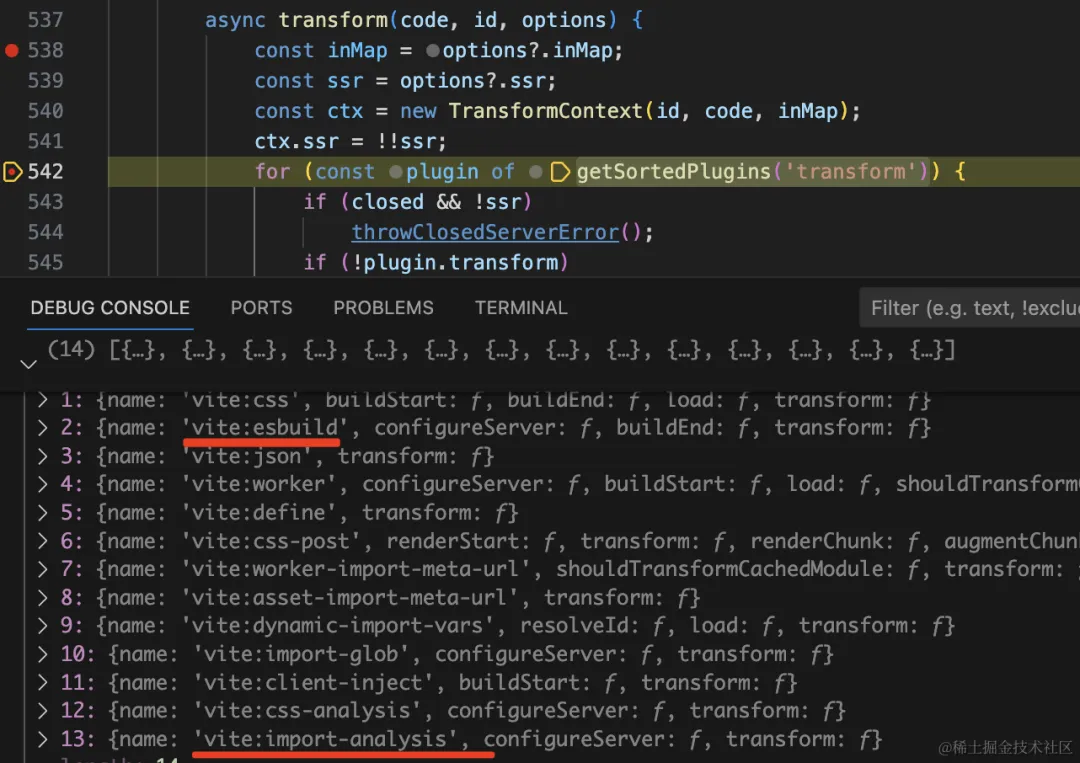 537 async transform(code, id, options) {
538 const inMap = options?.inMap;
539 const ssr = options?.ssr;
540 const ctx = new TransformContext(id, code, inMap);
541 ctx.ssr = !!ssr;
542 for (const plugin of getSortedPlugins('transform')) {
543 if (closed && !ssr)
544 throwClosedServerError();
545 if (!plugin.transform)
DEBUG CONSOLE PORTS PROBLEMS TERMINAL Filter (e.g. text, !exclu
(14) [{…}, {…}, {…}, {…}, {…}, {…}, {…}, {…}, {…}, {…}, {…}, {…}, {…}, {…}]
1: {name: 'vite:css', buildStart: ƒ, buildEnd: ƒ, load: ƒ, transform: ƒ}
2: {name: 'vite:esbuild', configureServer: ƒ, buildEnd: ƒ, transform: ƒ}
3: {name: 'vite:json', transform: ƒ}
4: {name: 'vite:worker', configureServer: ƒ, buildStart: ƒ, load: ƒ, shouldTransform
5: {name: 'vite:define', transform: ƒ}
6: {name: 'vite:css-post', renderStart: ƒ, transform: ƒ, renderChunk: ƒ, augmentChun
7: {name: 'vite:worker-import-meta-url', shouldTransformCachedModule: ƒ, transform:
8: {name: 'vite:asset-import-meta-url', transform: ƒ}
9: {name: 'vite:dynamic-import-vars', resolveId: ƒ, load: ƒ, transform: ƒ}
10: {name: 'vite:import-glob', configureServer: ƒ, transform: ƒ}
11: {name: 'vite:client-inject', buildStart: ƒ, transform: ƒ}
12: {name: 'vite:css-analysis', configureServer: ƒ, transform: ƒ}
13: {name: 'vite:import-analysis', configureServer: ƒ, transform: ƒ}
@稀土掘金技术社区